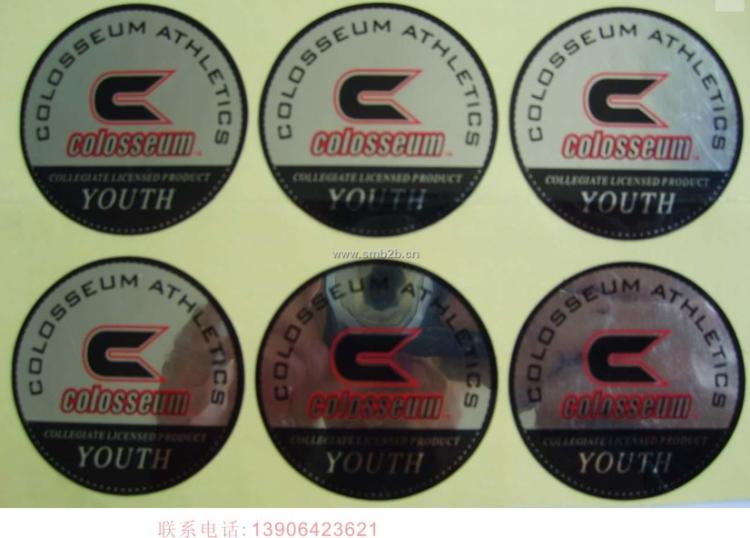 COLOSSEUM ATHLETICS
colosseum
COLLEGIATE LICENSED PRODUCT
YOUTH
COLOSSEUM ATHLETICS
colosseum
COLLEGIATE LICENSED PRODUCT
YOUTH
COLOSSEUM ATHLETICS
colosseum
COLLEGIATE LICENSED PRODUCT
YOUTH
www.smb2b.cn
COLOSSEUM ATHLETICS
colosseum
COLLEGIATE LICENSED PRODUCT
YOUTH
COLOSSEUM ATHLETICS
colosseum
COLLEGIATE LICENSED PRODUCT
YOUTH
COLOSSEUM ATHLETICS
colosseum
COLLEGIATE LICENSED PRODUCT
YOUTH
联系电话:13906423621